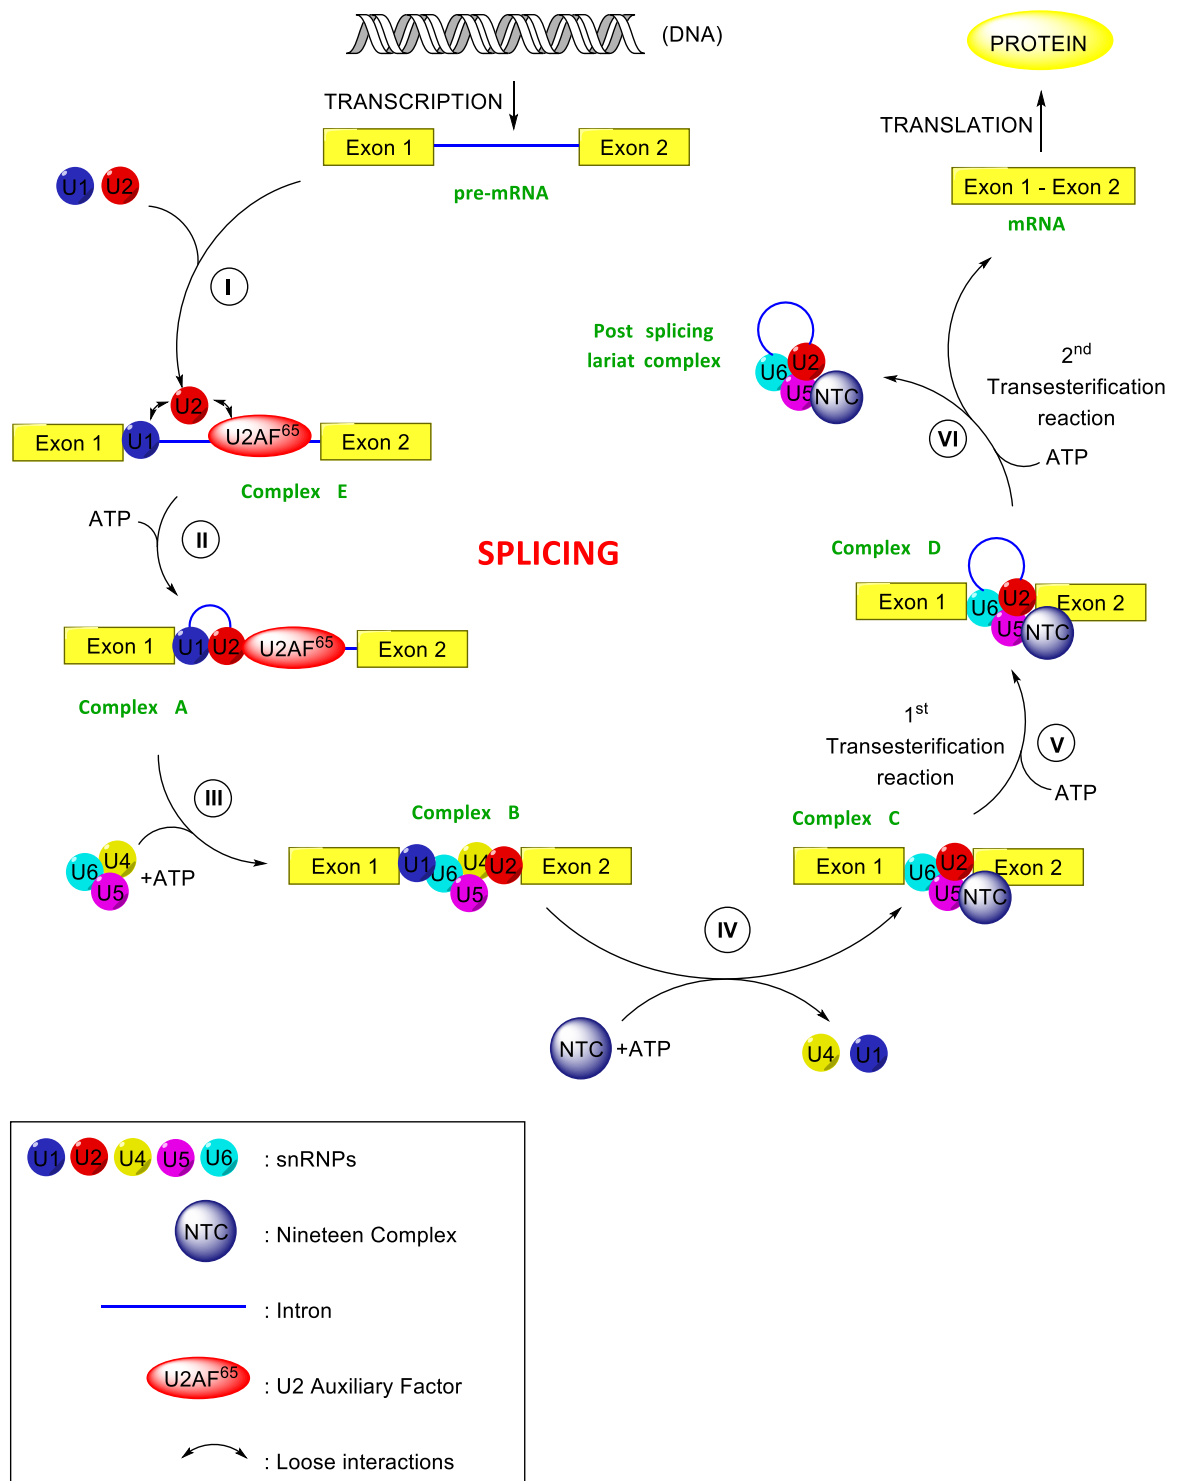 (DNA)
TRANSCRIPTION
Exon 1
Exon 2
pre-mRNA
U1
U2
I
U2
Exon 1
U1
U2AF65
Exon 2
Complex E
ATP
II
Exon 1
U1
U2
U2AF65
Exon 2
Complex A
III
U6
U4
U5
+ATP
Complex B
Exon 1
U1
U6
U4
U5
U2
Exon 2
IV
NTC
+ATP
U4
U1
Complex C
Exon 1
U6
U2
U5
NTC
Exon 2
1st
Transesterification
reaction
V
ATP
Complex D
Exon 1
U6
U2
U5
NTC
Exon 2
2nd
Transesterification
reaction
VI
ATP
Post splicing
lariat complex
U6
U2
U5
NTC
mRNA
Exon 1 - Exon 2
TRANSLATION
PROTEIN
SPLICING
U1
U2
U4
U5
U6
: snRNPs
NTC
: Nineteen Complex
: Intron
U2AF65
: U2 Auxiliary Factor
: Loose interactions